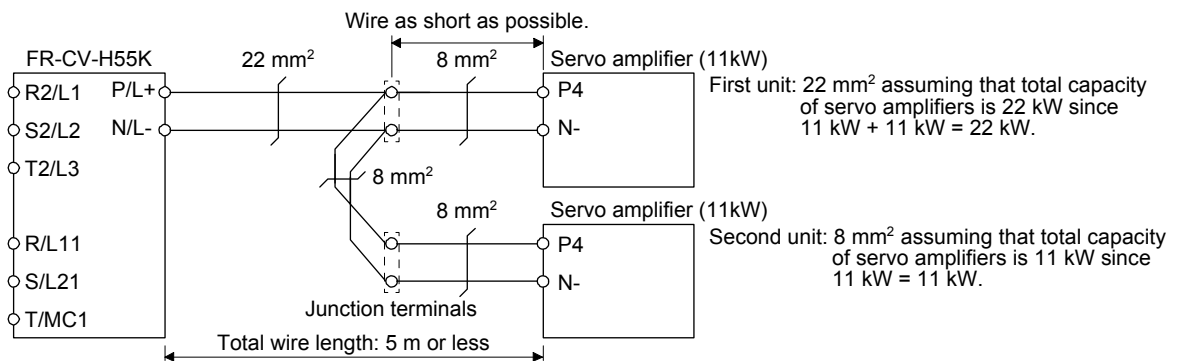 Wire as short as possible.
FR-CV-H55K
22 mm²
8 mm²
Servo amplifier (11kW)
R2/L1
P/L+
P4
First unit: 22 mm² assuming that total capacity
of servo amplifiers is 22 kW since
11 kW + 11 kW = 22 kW.
S2/L2
N/L-
N-
T2/L3
8 mm²
8 mm²
Servo amplifier (11kW)
R/L11
P4
Second unit: 8 mm² assuming that total capacity
of servo amplifiers is 11 kW since
11 kW = 11 kW.
S/L21
N-
Junction terminals
T/MC1
Total wire length: 5 m or less